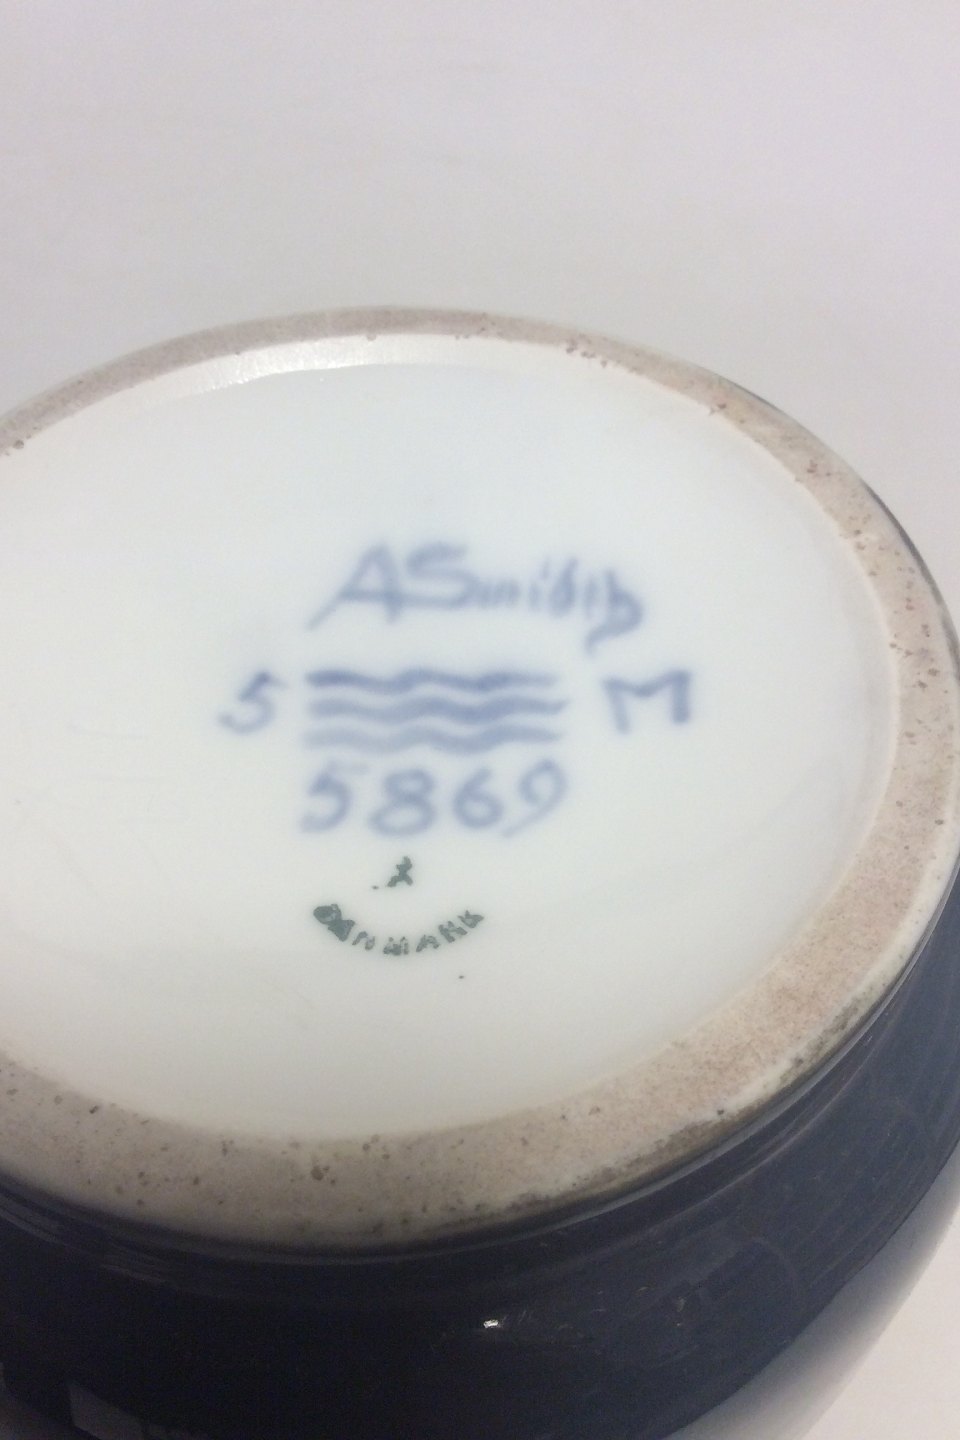 ASmidth
5 M
5869
DANMARK